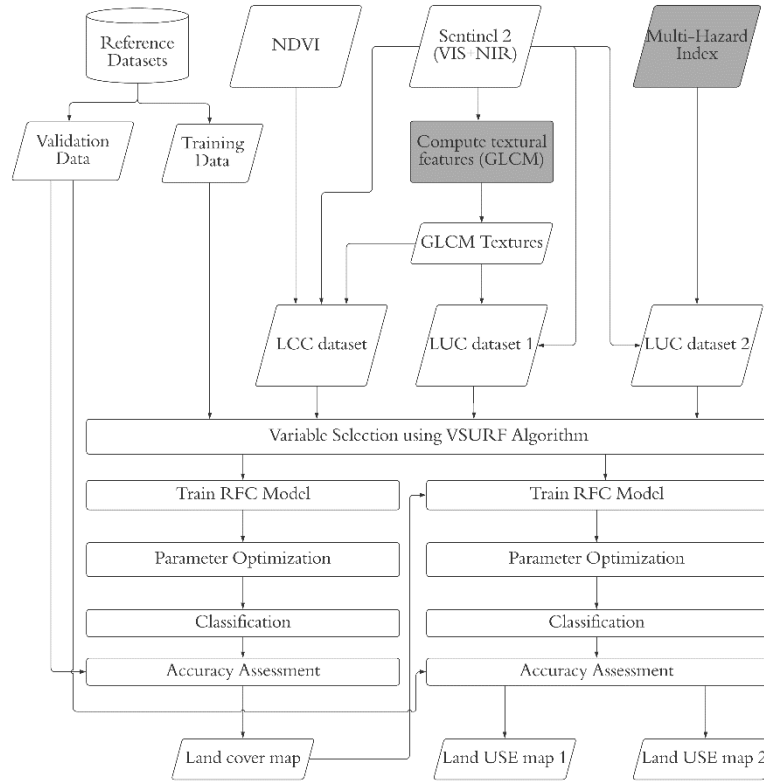 Reference
Datasets
NDVI
Sentinel 2
(VIS+NIR)
Multi-Hazard
Index
Validation
Data
Training
Data
Compute textural
features (GLCM)
GLCM Textures
LCC dataset
LUC dataset 1
LUC dataset 2
Variable Selection using VSURF Algorithm
Train RFC Model
Train RFC Model
Parameter Optimization
Parameter Optimization
Classification
Classification
Accuracy Assessment
Accuracy Assessment
Land cover map
Land USE map 1
Land USE map 2